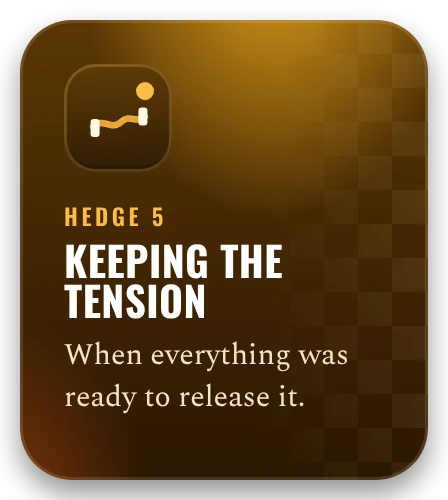 HEDGE 5
KEEPING THE
TENSION
When everything was
ready to release it.